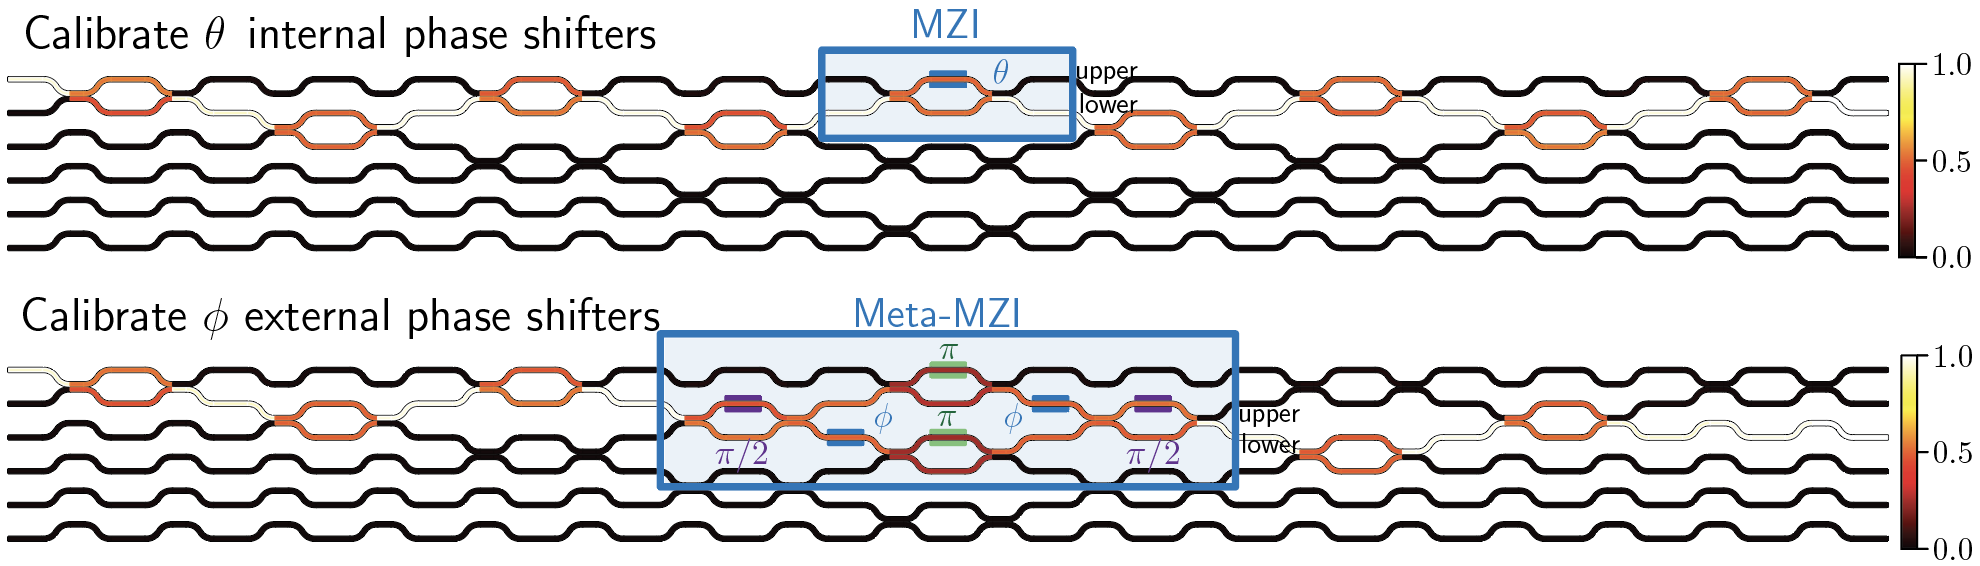 MZI
Calibrate θ internal phase shifters
θ
upper
lower
1.0
0.5
0.0
Meta-MZI
Calibrate ϕ external phase shifters
π
1.0
ϕ
π
ϕ
upper
lower
π/2
π/2
0.5
0.0